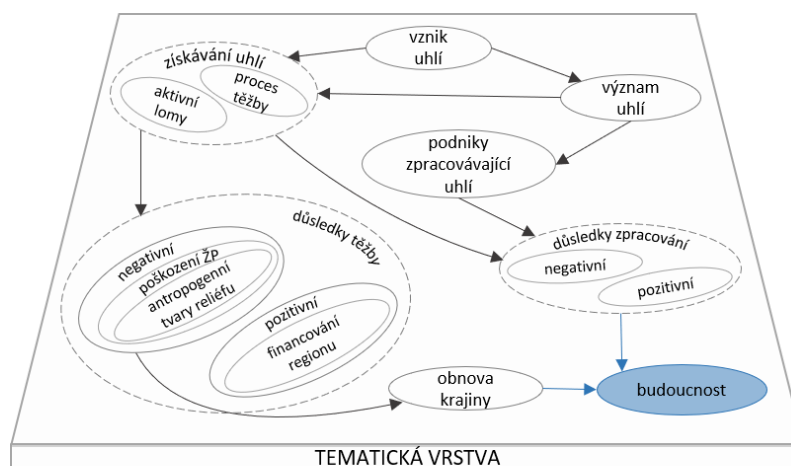 vznik
uhlí
získávání uhlí
proces
těžby
aktivní
lomy
význam
uhlí
podniky
zpracovávající
uhlí
důsledky těžby
negativní
poškození ŽP
antropogenní
tvary reliéfu
pozitivní
financování
regionu
důsledky zpracování
negativní
pozitivní
obnova
krajiny
budoucnost
TEMATICKÁ VRSTVA